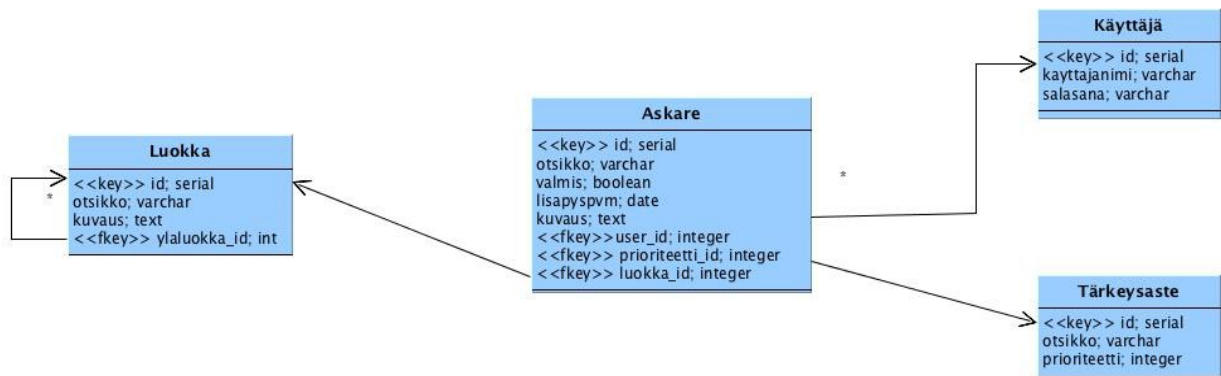 Luokka
<<key>> id; serial
otsikko; varchar
kuvaus; text
<<fkey>> ylaluokka_id; int
*
Askare
<<key>> id; serial
otsikko; varchar
valmis; boolean
lisapyspvm; date
kuvaus; text
<<fkey>>user_id; integer
<<fkey>> prioriteetti_id; integer
<<fkey>> luokka_id; integer
*
Käyttäjä
<<key>> id; serial
kayttajanimi; varchar
salasana; varchar
Tärkeysaste
<<key>> id; serial
otsikko; varchar
prioriteetti; integer